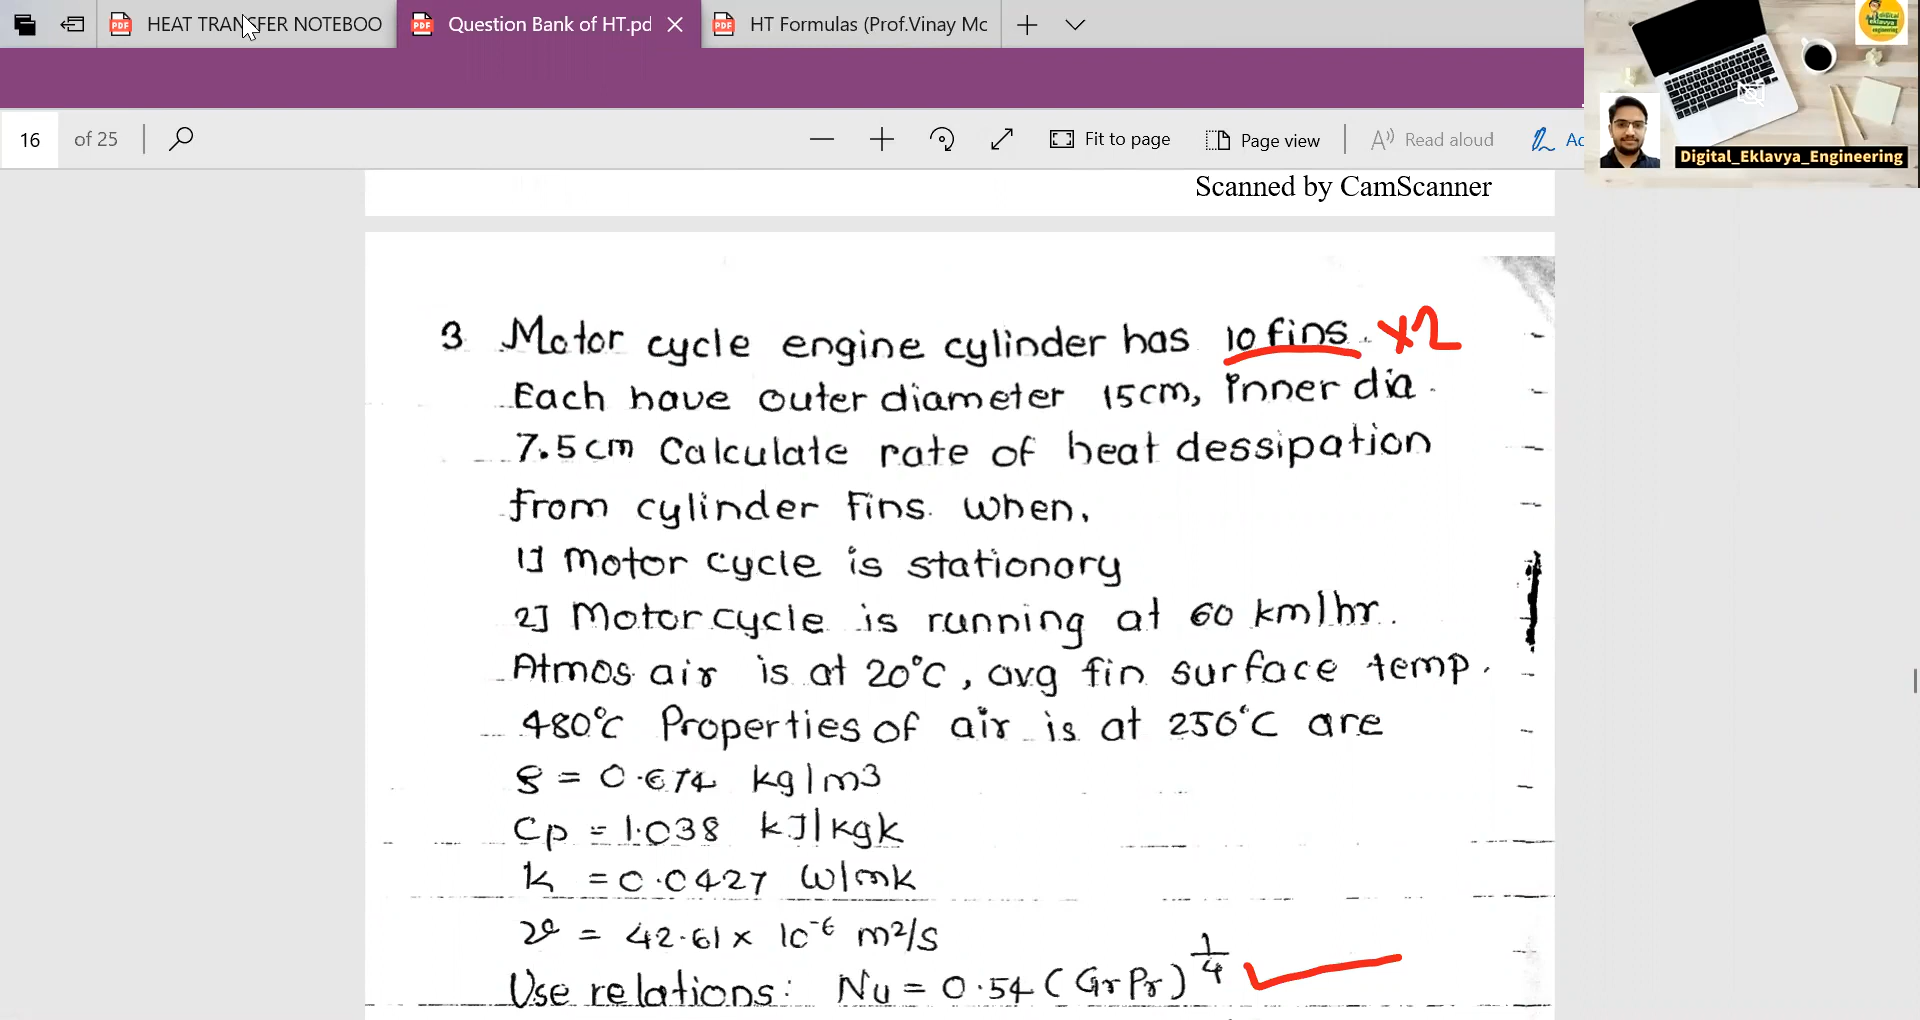 HEAT TRANSFER NOTEBOO
Question Bank of HT.pd
HT Formulas (Prof.Vinay Mc
16 of 25
Fit to page
Page view
Read aloud
Digital_Eklavya_Engineering
Scanned by CamScanner
3 Motor cycle engine cylinder has 10 fins. x2
Each have outer diameter 15cm, inner dia.
7.5cm Calculate rate of heat dessipation
from cylinder Fins. when,
1] Motor cycle is stationary
2] Motorcycle is running at 60 km/hr.
Atmos air is at 20°C, avg fin surface temp.
480°C Properties of air is at 250°C are
ρ = 0.674 kg/m3
Cp = 1.038 kJ/kgk
k = 0.0427 W/mk
ν = 42.61 x 10⁻⁶ m²/s
Use relations: Nu = 0.54 (Gr Pr)^1/4